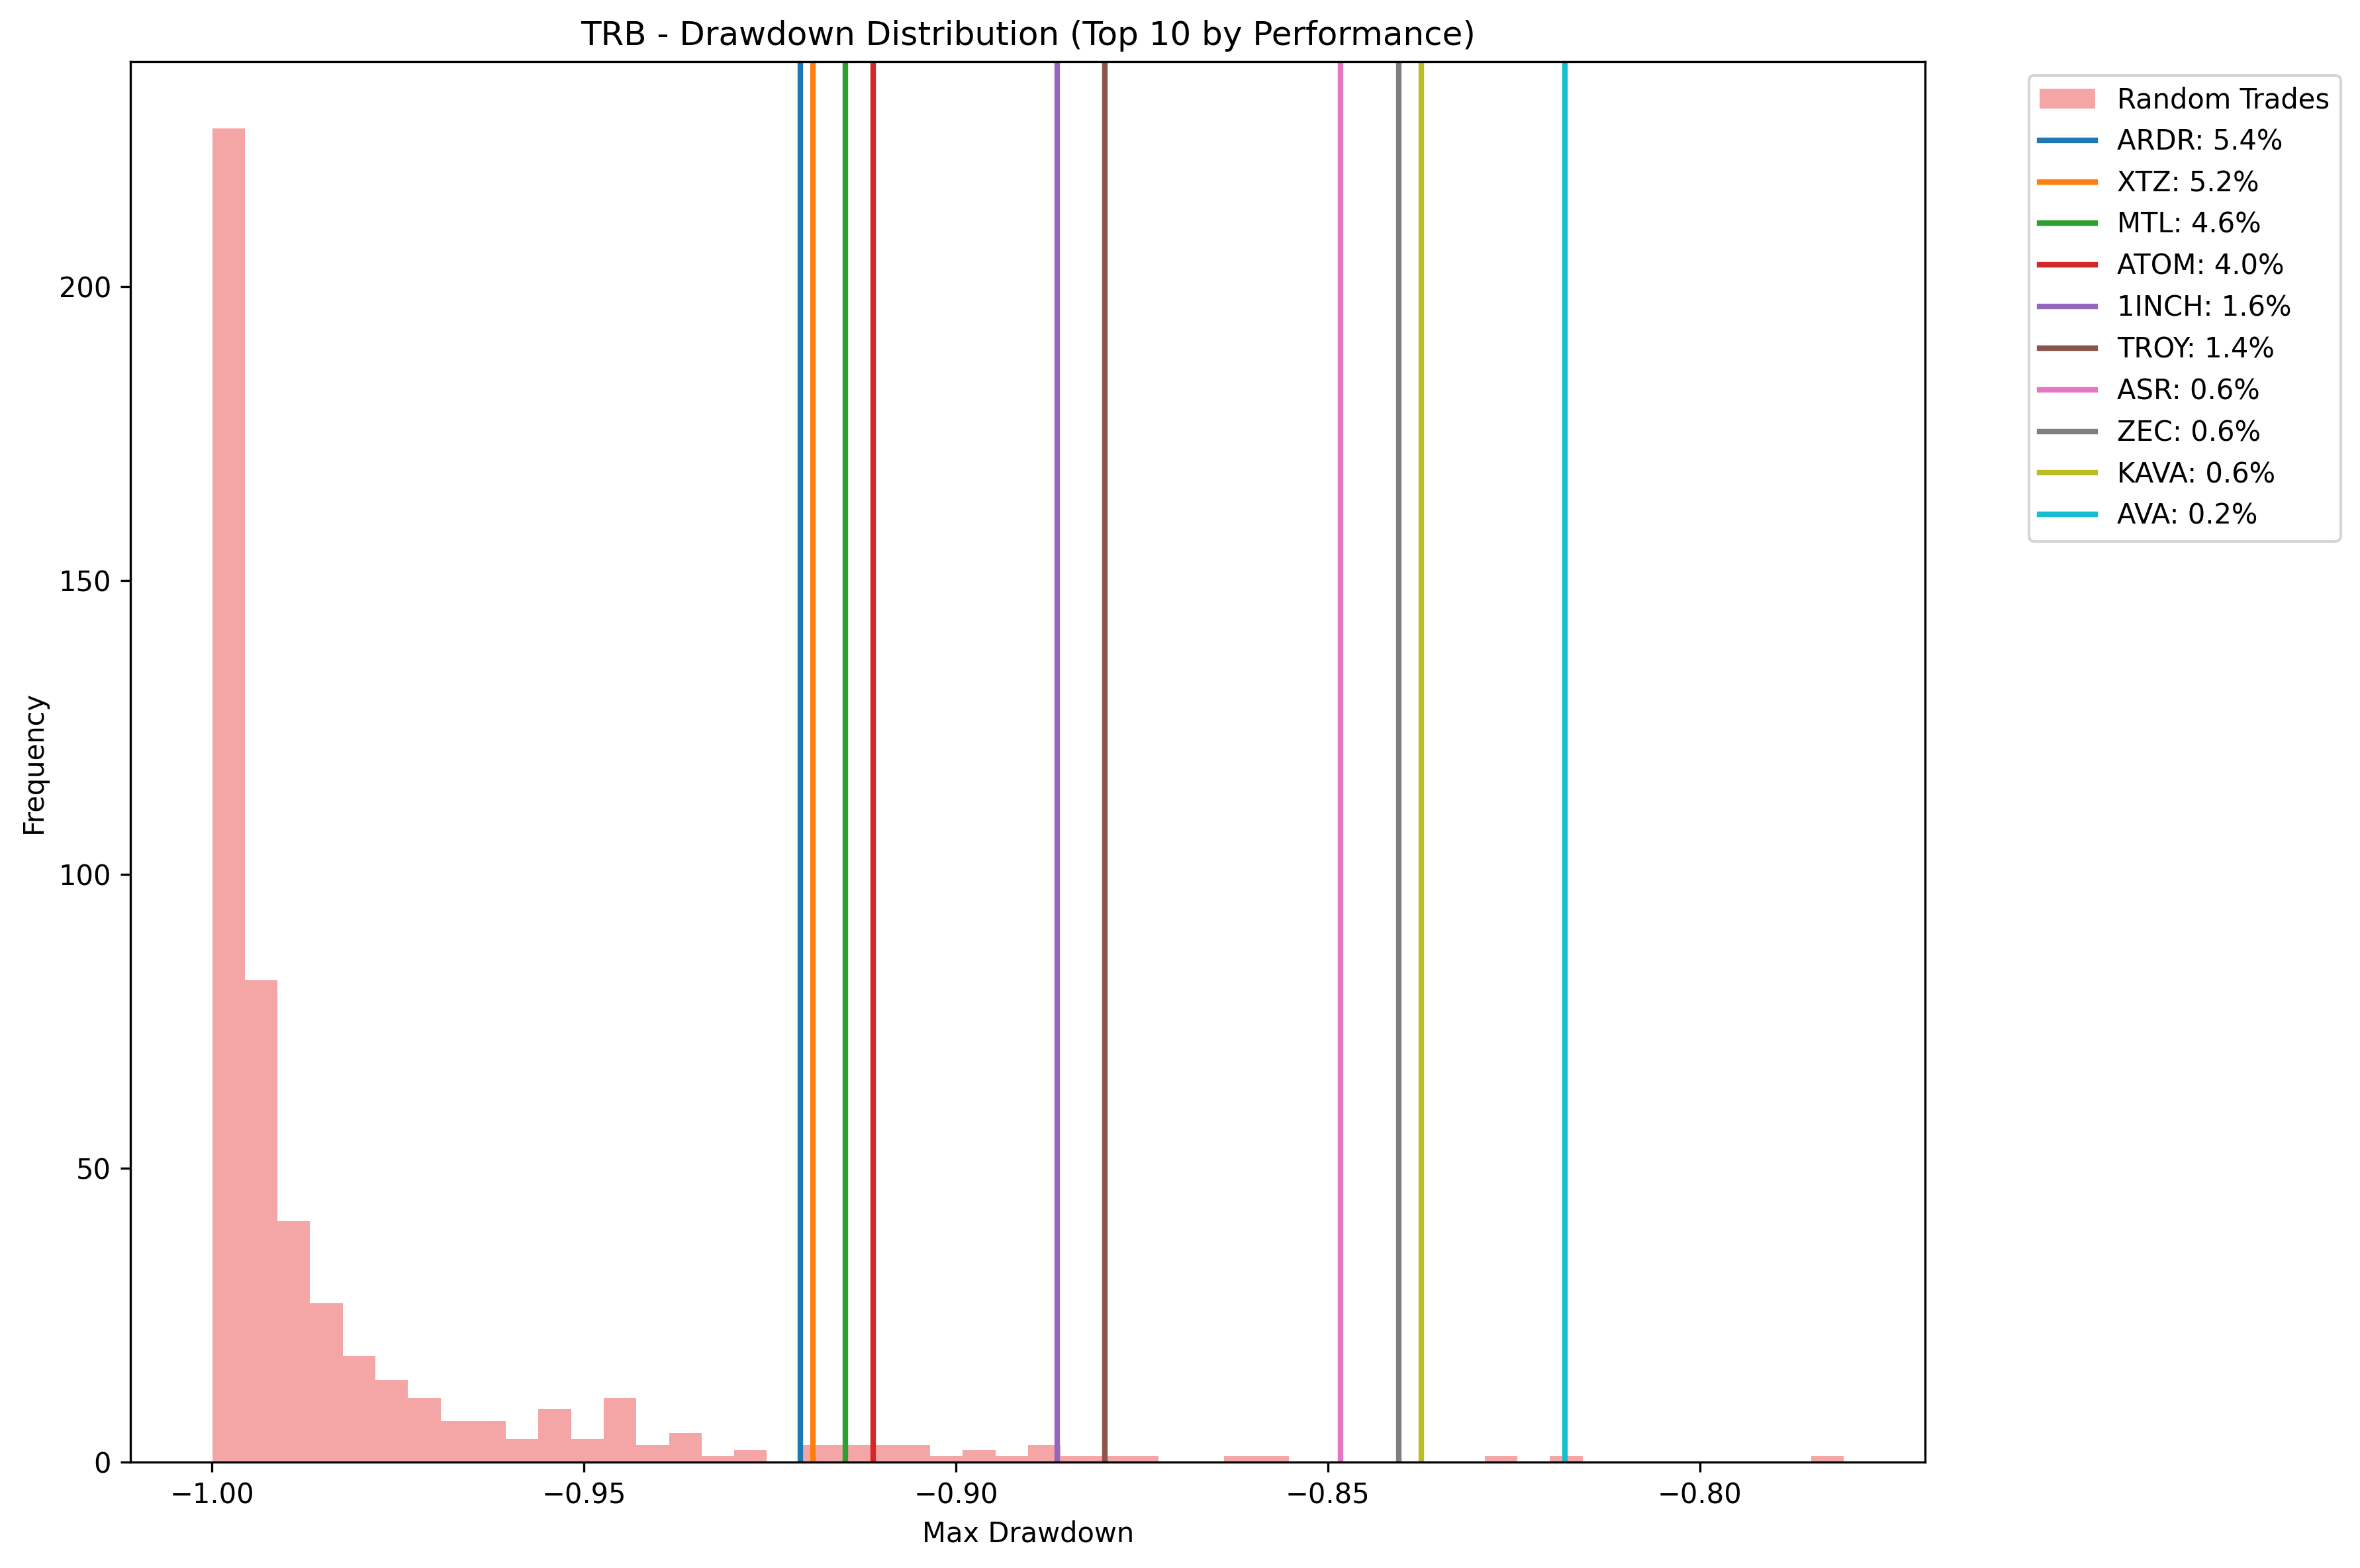 TRB - Drawdown Distribution (Top 10 by Performance)
Random Trades
ARDR: 5.4%
XTZ: 5.2%
MTL: 4.6%
ATOM: 4.0%
1INCH: 1.6%
TROY: 1.4%
ASR: 0.6%
ZEC: 0.6%
KAVA: 0.6%
AVA: 0.2%
Frequency
200
150
100
50
0
−1.00 −0.95 −0.90 −0.85 −0.80
Max Drawdown